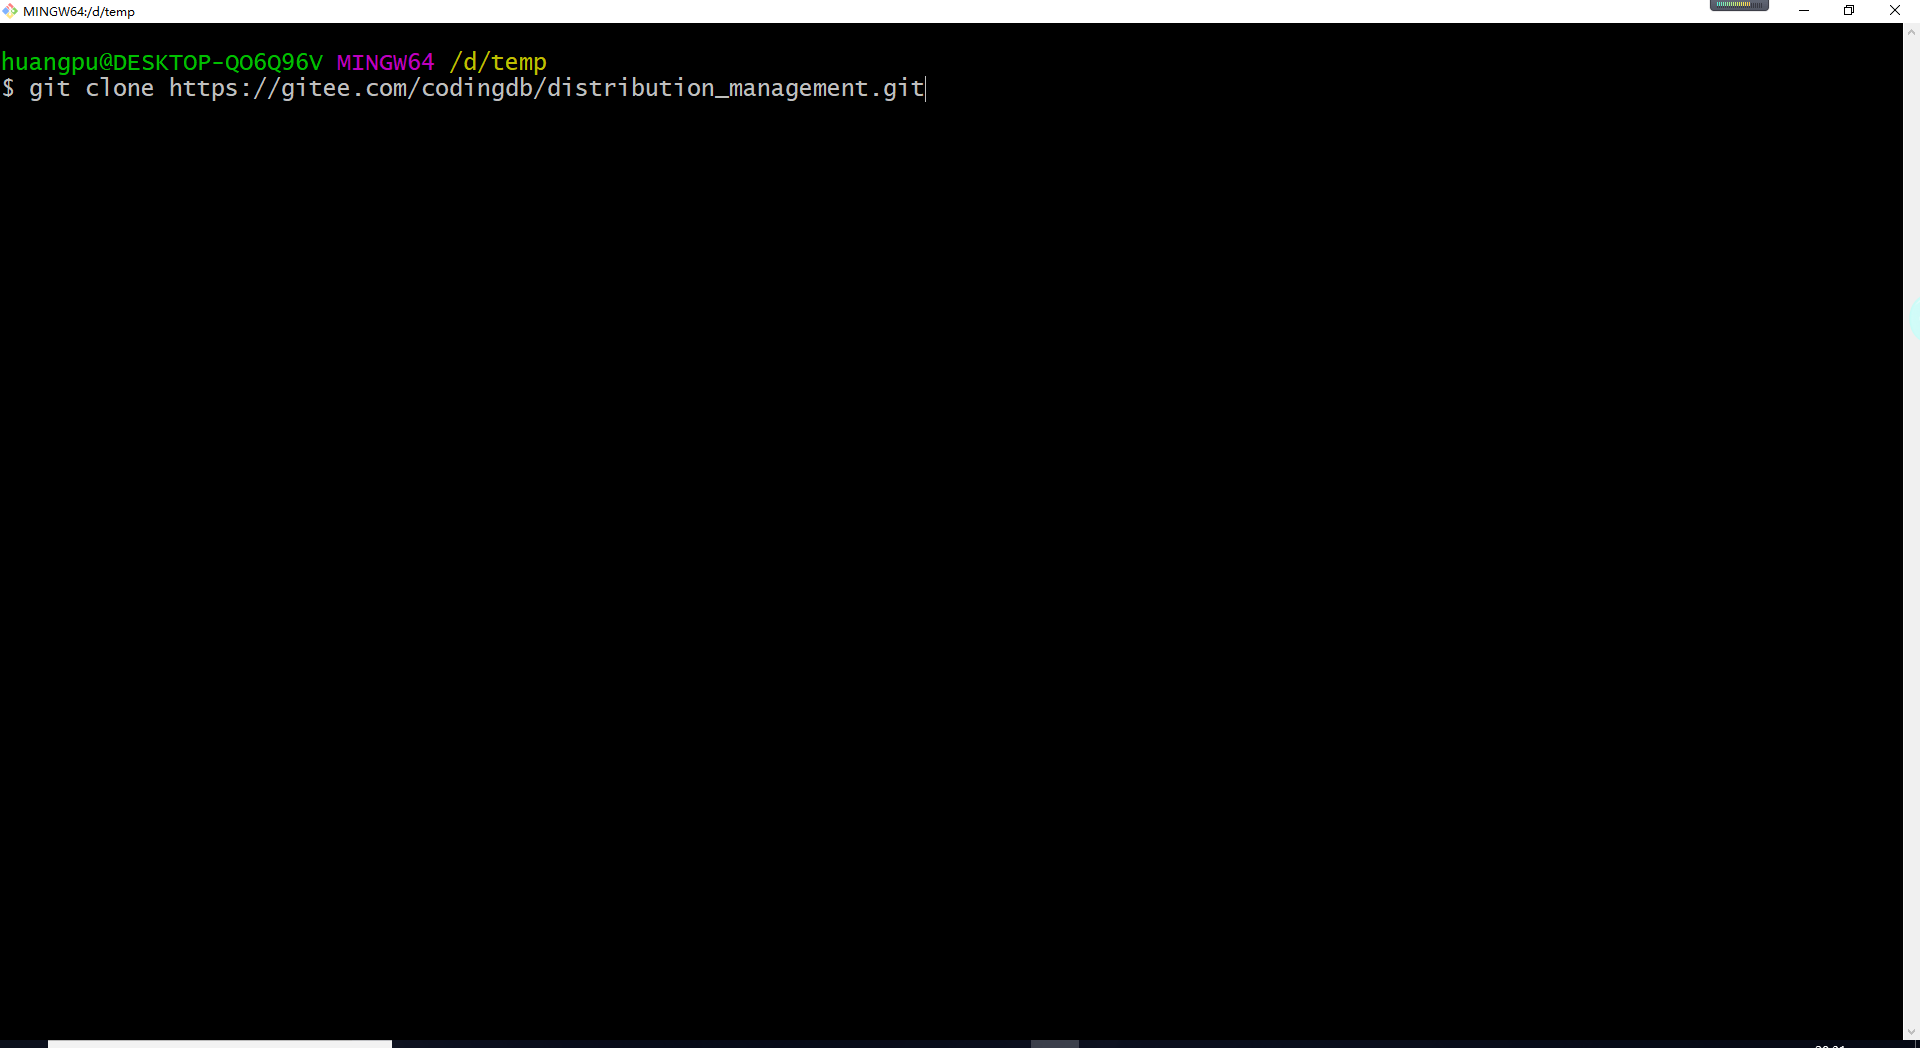 MINGW64:/d/temp
huangpu@DESKTOP-QO6Q96V MINGW64 /d/temp
$ git clone https://gitee.com/codingdb/distribution_management.git